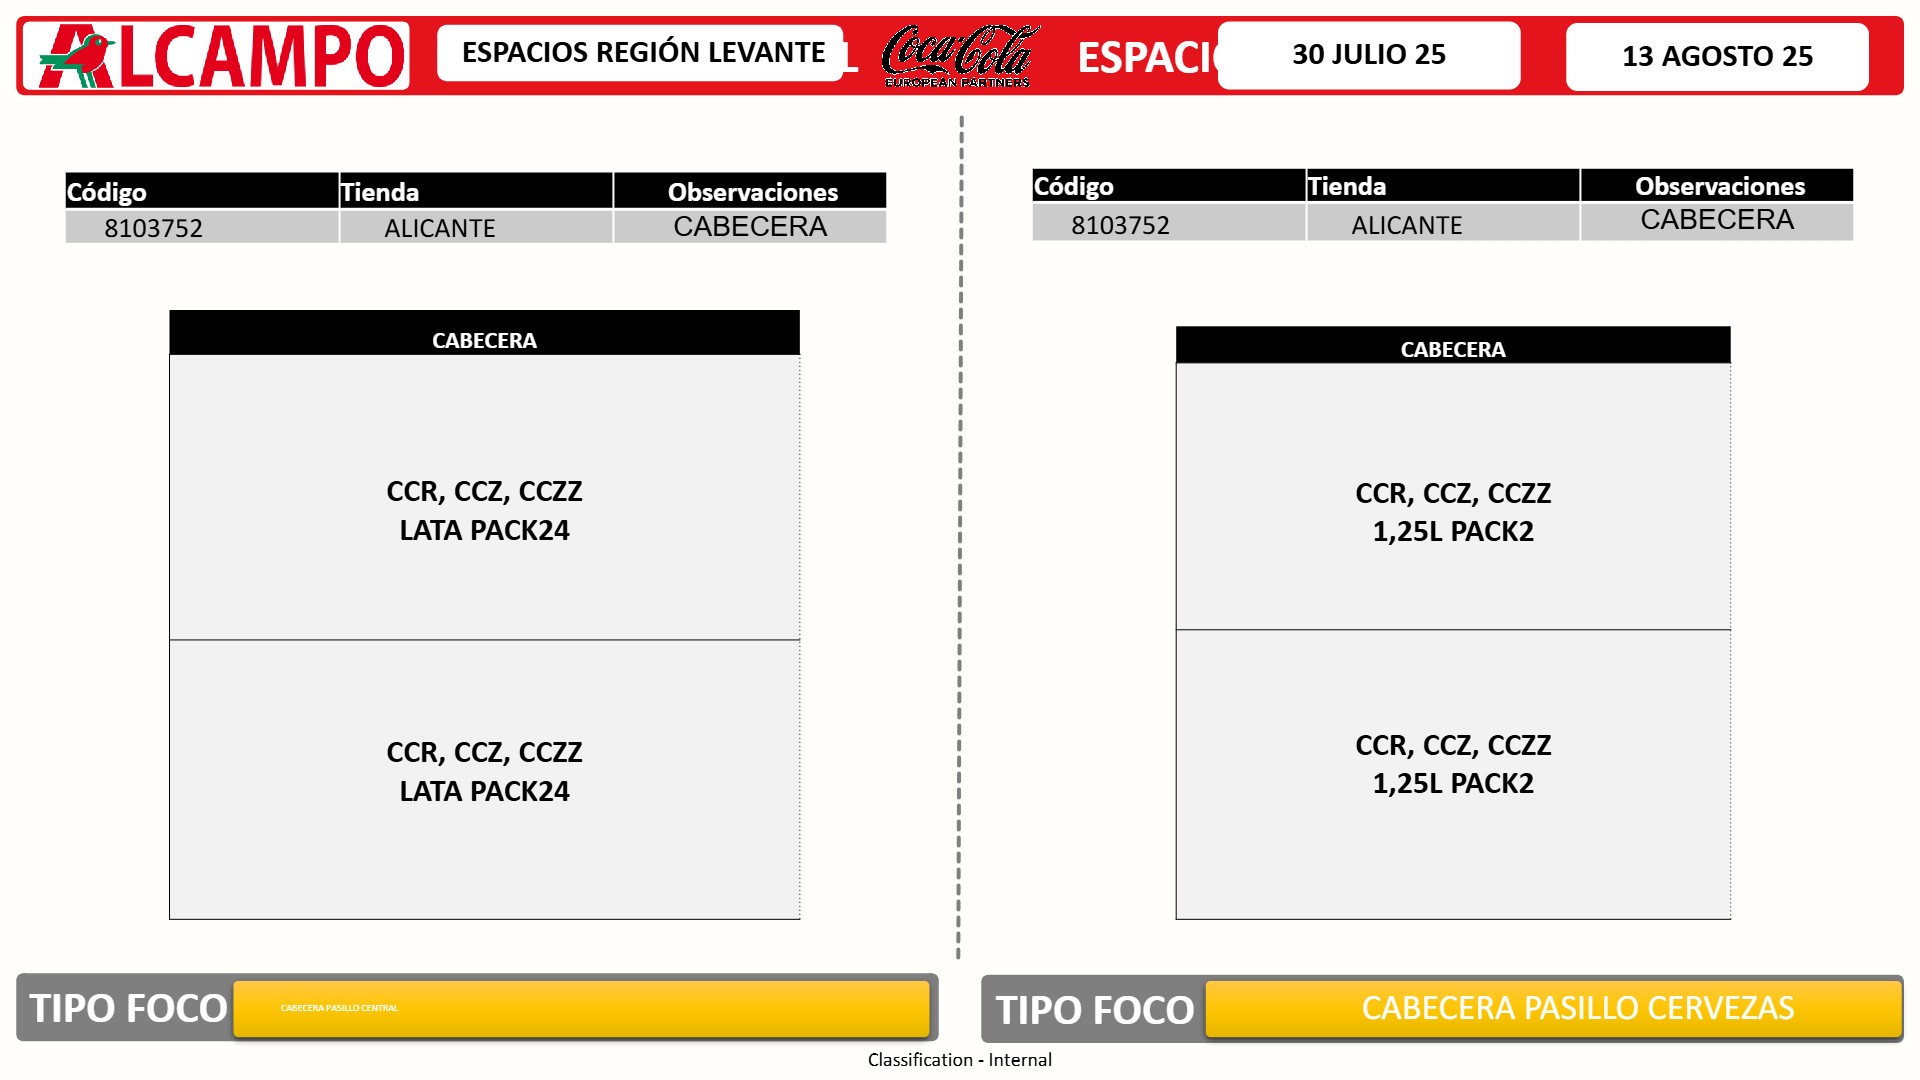 ALCAMPO
ESPACIOS REGIÓN LEVANTE
L
Coca-Cola
EUROPEAN PARTNERS
ESPACIO
30 JULIO 25
13 AGOSTO 25
Código Tienda Observaciones
8103752 ALICANTE CABECERA
CABECERA
CCR, CCZ, CCZZ
LATA PACK24
CCR, CCZ, CCZZ
LATA PACK24
TIPO FOCO
CABECERA PASILLO CENTRAL
Código Tienda Observaciones
8103752 ALICANTE CABECERA
CABECERA
CCR, CCZ, CCZZ
1,25L PACK2
CCR, CCZ, CCZZ
1,25L PACK2
TIPO FOCO
CABECERA PASILLO CERVEZAS
Classification - Internal